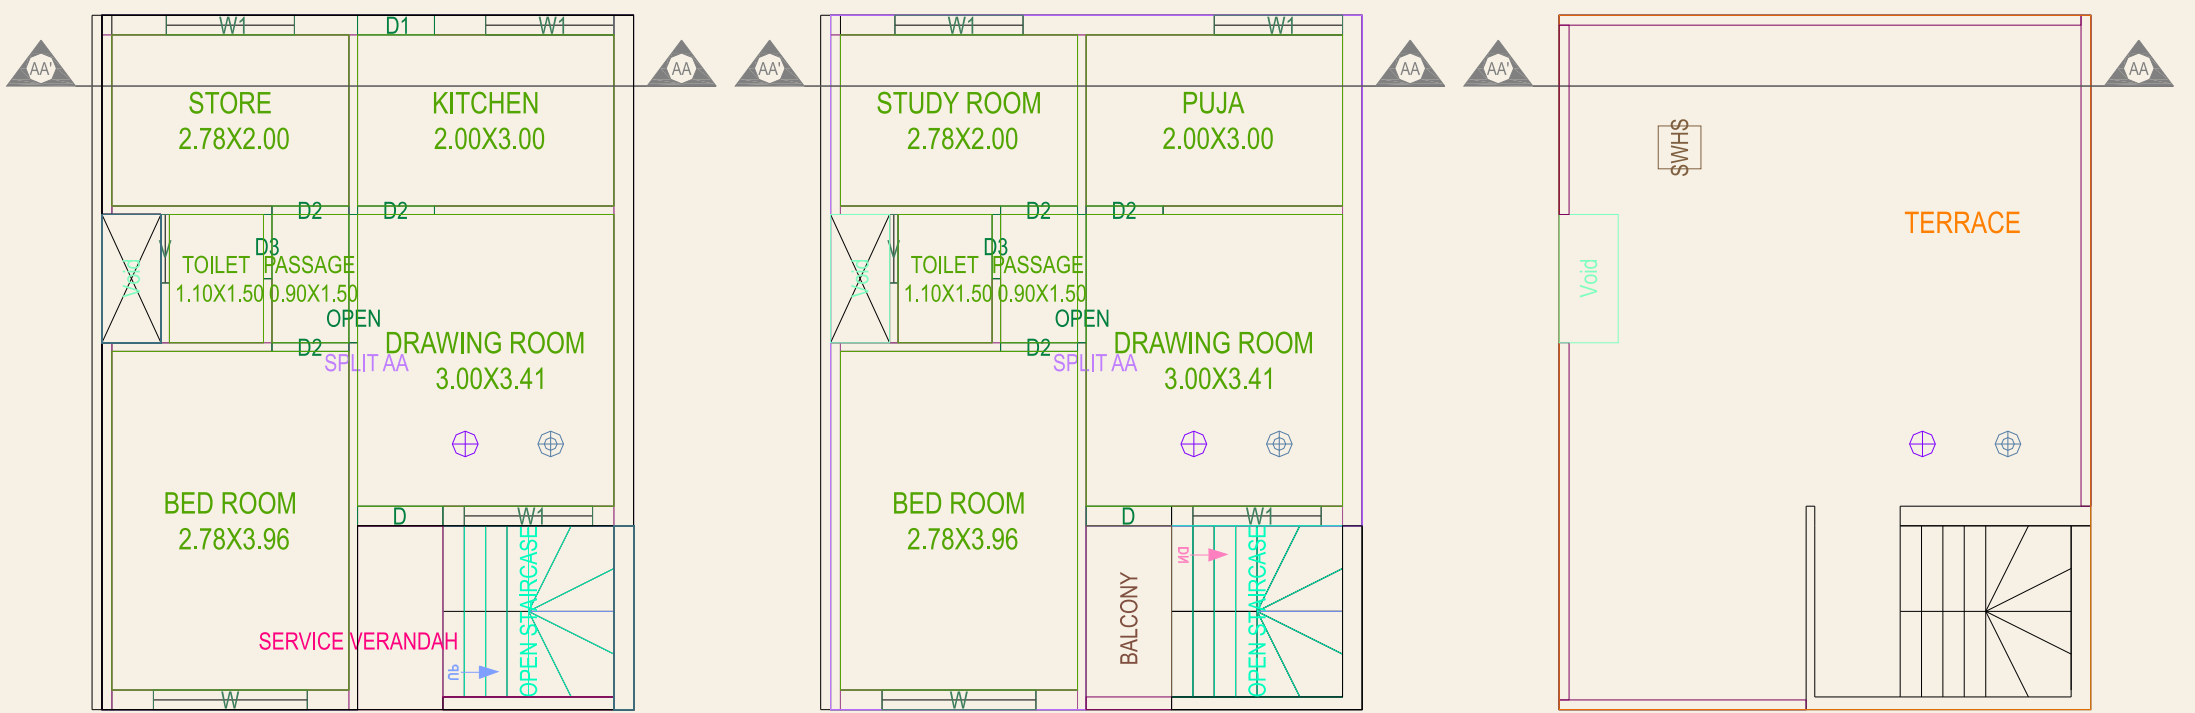 W1
D1
W1
AA'
AA
STORE
2.78X2.00
KITCHEN
2.00X3.00
D2
D2
V
D3
Void
TOILET
1.10X1.50
PASSAGE
0.90X1.50
OPEN
D2
DRAWING ROOM
3.00X3.41
SPLIT AA
BED ROOM
2.78X3.96
D
W1
OPEN STAIRCASE
SERVICE VERANDAH
UP
W
W1
W1
AA'
AA
STUDY ROOM
2.78X2.00
PUJA
2.00X3.00
D2
D2
V
D3
Void
TOILET
1.10X1.50
PASSAGE
0.90X1.50
OPEN
D2
DRAWING ROOM
3.00X3.41
SPLIT AA
BED ROOM
2.78X3.96
D
W1
DN
OPEN STAIRCASE
BALCONY
W
AA'
AA
SWHS
TERRACE
Void